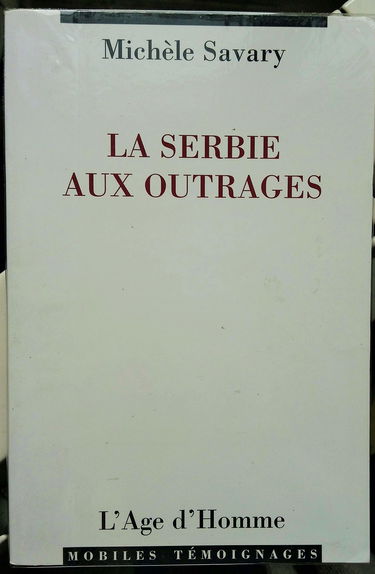 Michèle Savary
LA SERBIE
AUX OUTRAGES
L'Age d'Homme
MOBILES TÉMOIGNAGES